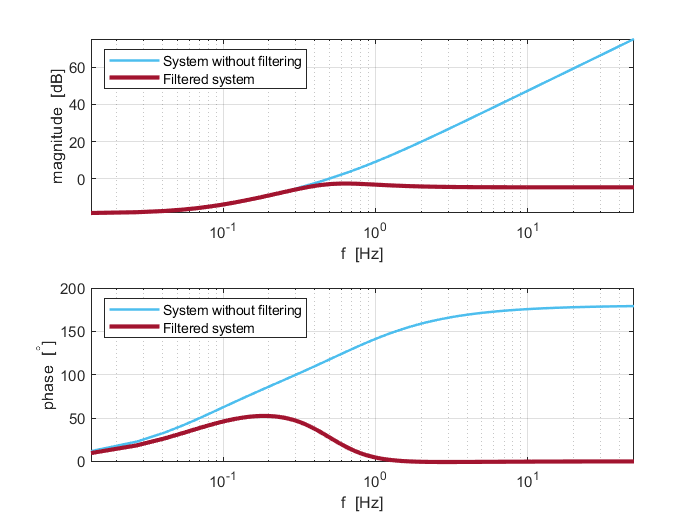 System without filtering
Filtered system
magnitude [dB]
60
40
20
0
10-1
100
101
f [Hz]
System without filtering
Filtered system
phase [°]
200
150
100
50
0
10-1
100
101
f [Hz]